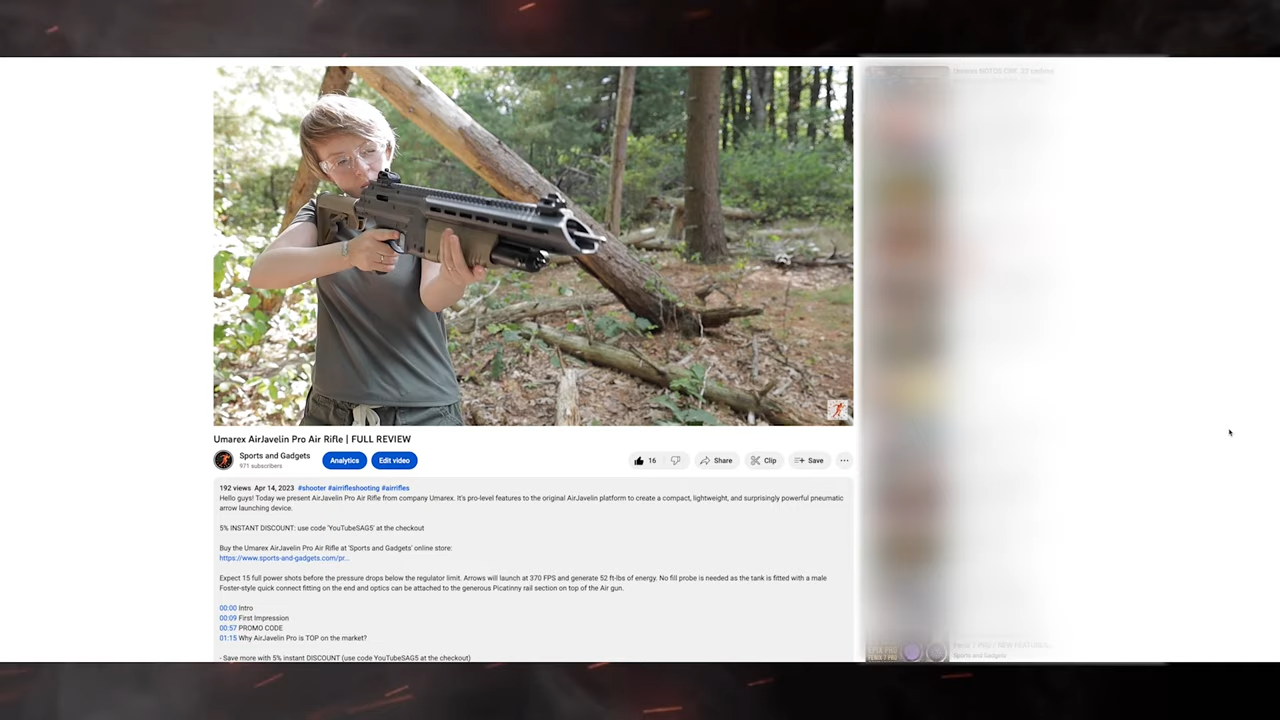 Umarex AirJavelin Pro Air Rifle | FULL REVIEW
Sports and Gadgets
971 subscribers
Analytics
Edit video
16
Share
Clip
Save
192 views Apr 14, 2023 #shooter #airrifleshooting #airrifles
Hello guys! Today we present AirJavelin Pro Air Rifle from company Umarex. It's pro-level features to the original AirJavelin platform to create a compact, lightweight, and surprisingly powerful pneumatic
arrow launching device.
5% INSTANT DISCOUNT: use code 'YouTubeSAG5' at the checkout
Buy the Umarex AirJavelin Pro Air Rifle at 'Sports and Gadgets' online store:
https://www.sports-and-gadgets.com/pr...
Expect 15 full power shots before the pressure drops below the regulator limit. Arrows will launch at 370 FPS and generate 52 ft-lbs of energy. No fill probe is needed as the tank is fitted with a male
Foster-style quick connect fitting on the end and optics can be attached to the generous Picatinny rail section on top of the Air gun.
00:00 Intro
00:09 First Impression
00:57 PROMO CODE
01:15 Why AirJavelin Pro is TOP on the market?
- Save more with 5% instant DISCOUNT (use code YouTubeSAG5 at the checkout)
Sports and Gadgets